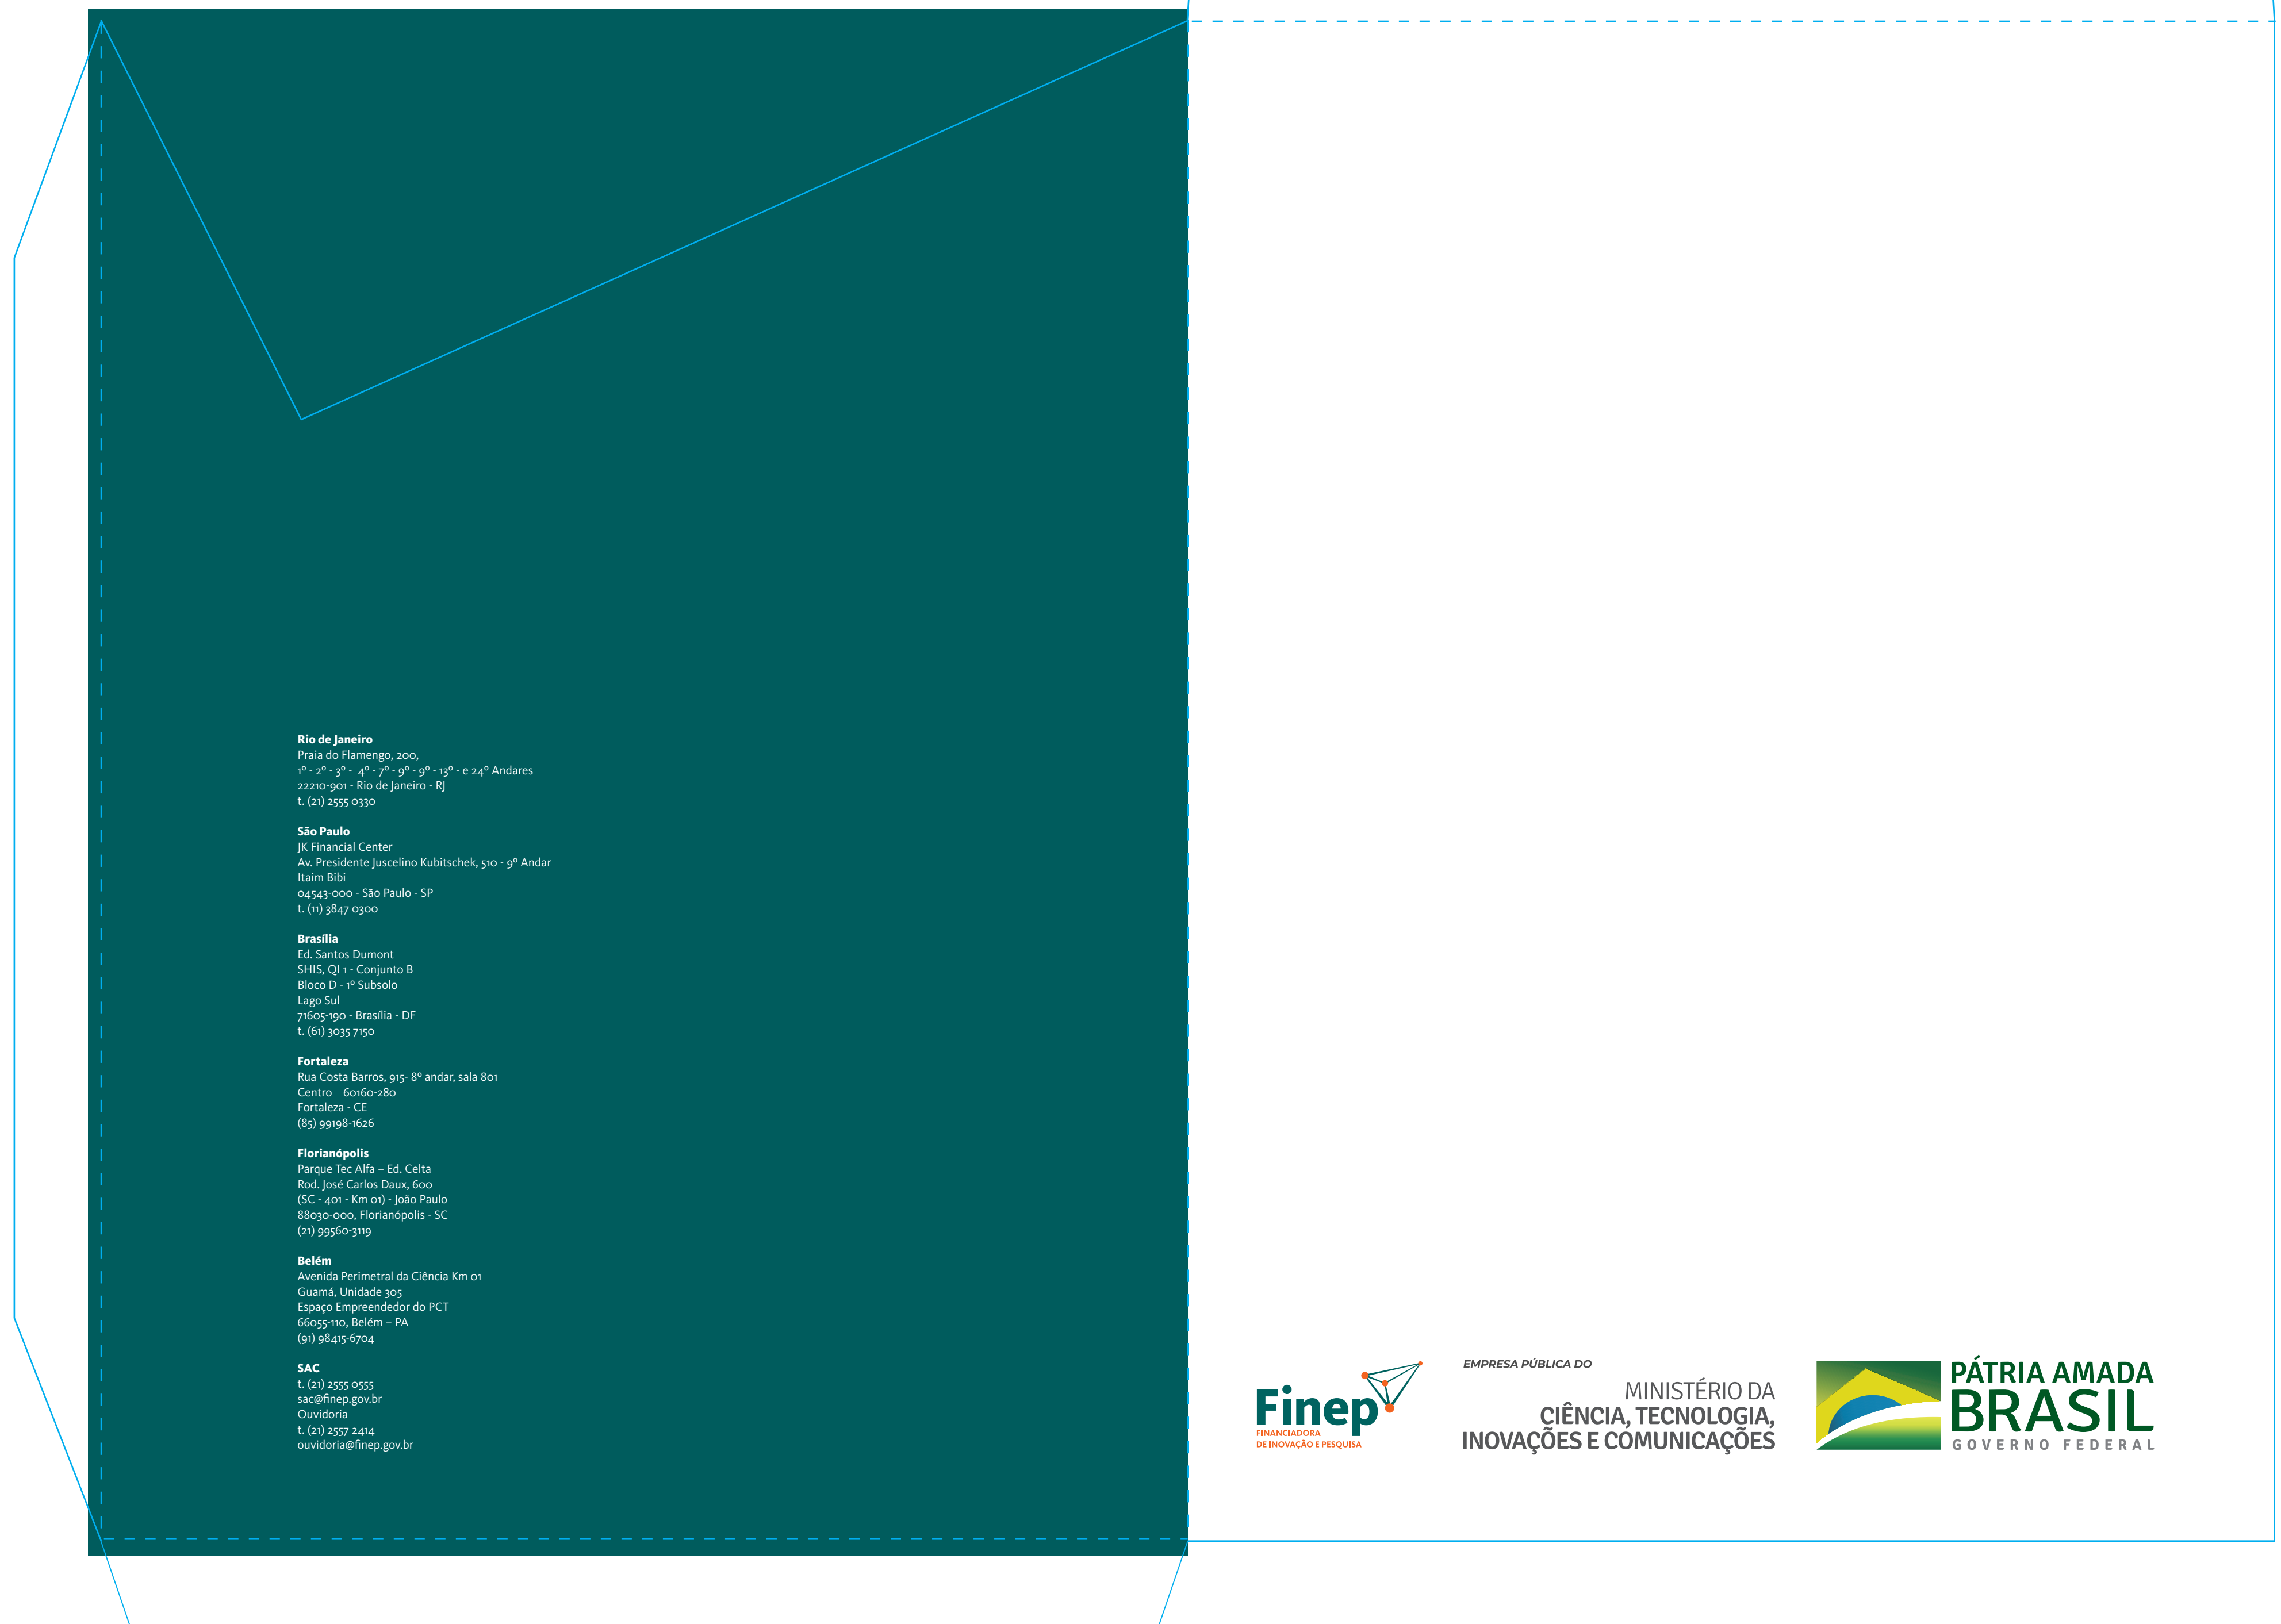 Rio de Janeiro
Praia do Flamengo, 200,
1º - 2º - 3º -  4º - 7º - 9º - 9º - 13º - e 24º Andares
22210-901 - Rio de Janeiro - RJ
t. (21) 2555 0330
São Paulo
JK Financial Center
Av. Presidente Juscelino Kubitschek, 510 - 9º Andar
Itaim Bibi
04543-000 - São Paulo - SP
t. (11) 3847 0300
Brasília
Ed. Santos Dumont
SHIS, QI 1 - Conjunto B
Bloco D - 1º Subsolo
Lago Sul
71605-190 - Brasília - DF
t. (61) 3035 7150
Fortaleza
Rua Costa Barros, 915- 8º andar, sala 801
Centro   60160-280
Fortaleza - CE
(85) 99198-1626
Florianópolis
Parque Tec Alfa – Ed. Celta
Rod. José Carlos Daux, 600
(SC - 401 - Km 01) - João Paulo
88030-000, Florianópolis - SC
(21) 99560-3119
Belém
Avenida Perimetral da Ciência Km 01
Guamá, Unidade 305
Espaço Empreendedor do PCT
66055-110, Belém – PA
(91) 98415-6704
SAC
t. (21) 2555 0555
sac@finep.gov.br
Ouvidoria
t. (21) 2557 2414
ouvidoria@finep.gov.br
Finep
FINANCIADORA
DE INOVAÇÃO E PESQUISA
EMPRESA PÚBLICA DO
MINISTÉRIO DA
CIÊNCIA, TECNOLOGIA,
INOVAÇÕES E COMUNICAÇÕES
PÁTRIA AMADA
BRASIL
GOVERNO FEDERAL